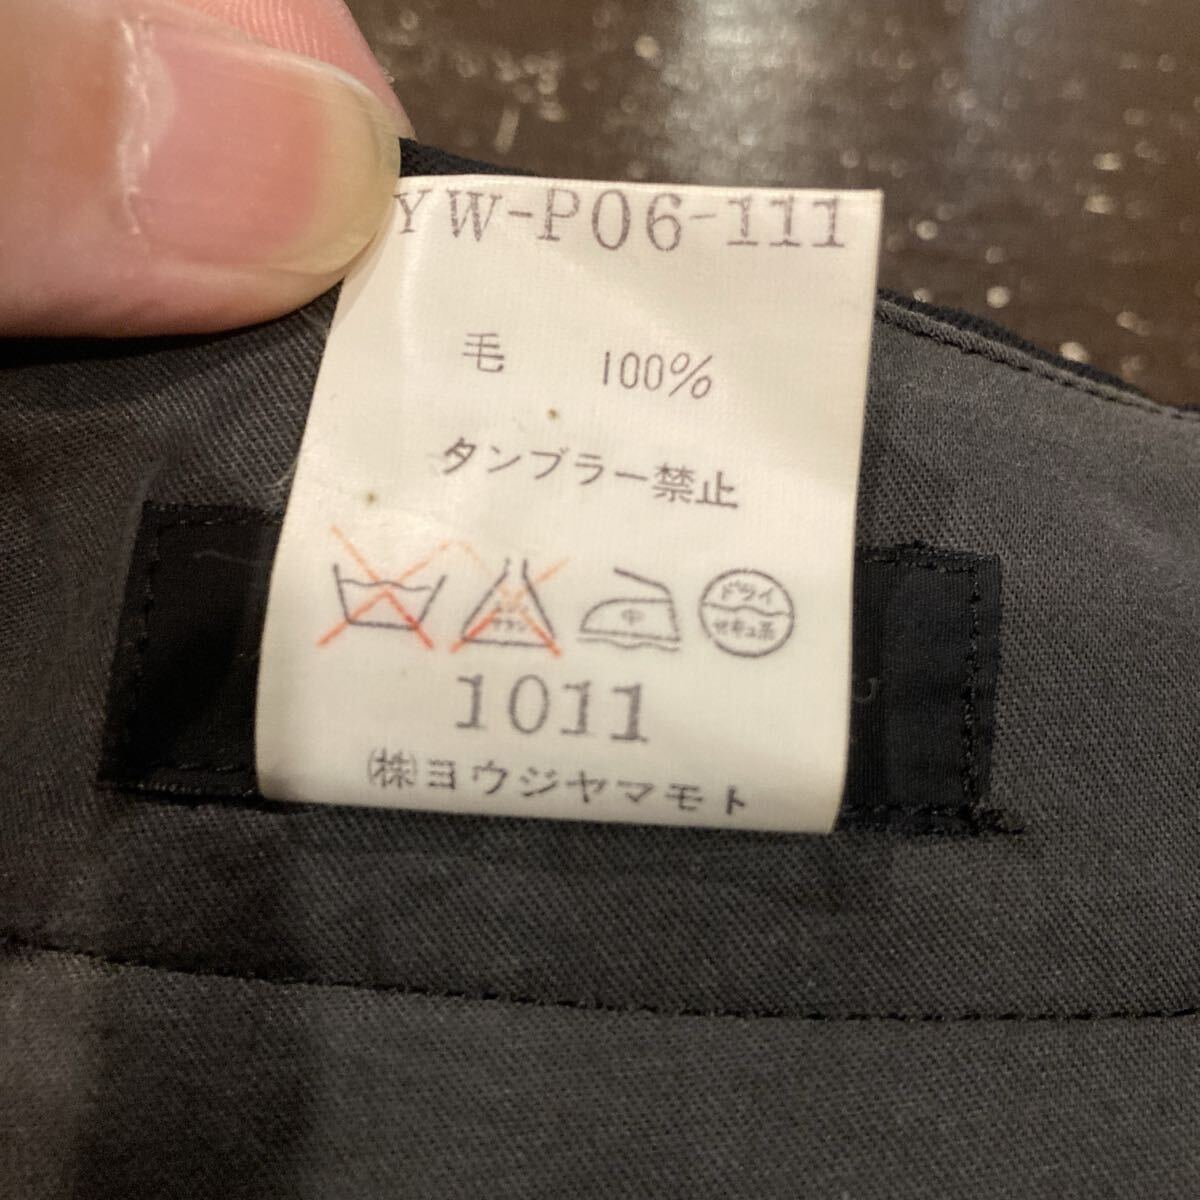 YW-P06-111
毛 100%
タンブラー禁止
中
ドライ
セキユ系
1011
㈱ヨウジヤマモト